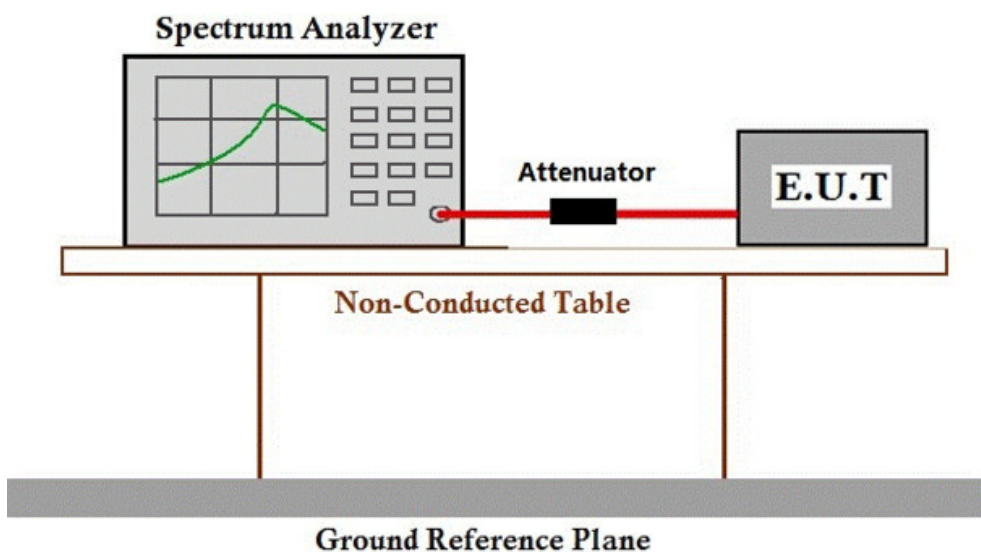 Spectrum Analyzer
Attenuator
E.U.T
Non-Conducted Table
Ground Reference Plane